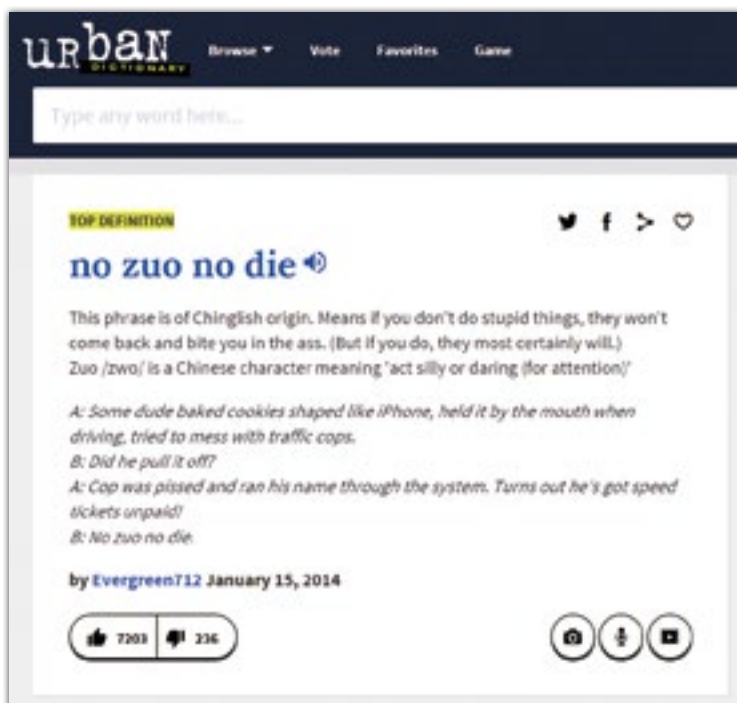 urban
DICTIONARY
Browse Vote Favorites Game
Type any word here...
TOP DEFINITION
no zuo no die
This phrase is of Chinglish origin. Means if you don't do stupid things, they won't
come back and bite you in the ass. (But if you do, they most certainly will.)
Zuo /zwo/ is a Chinese character meaning 'act silly or daring (for attention)'
A: Some dude baked cookies shaped like iPhone, held it by the mouth when
driving, tried to mess with traffic cops.
B: Did he pull it off?
A: Cop was pissed and ran his name through the system. Turns out he's got speed
tickets unpaid!
B: No zuo no die.
by Evergreen712 January 15, 2014
7203 236